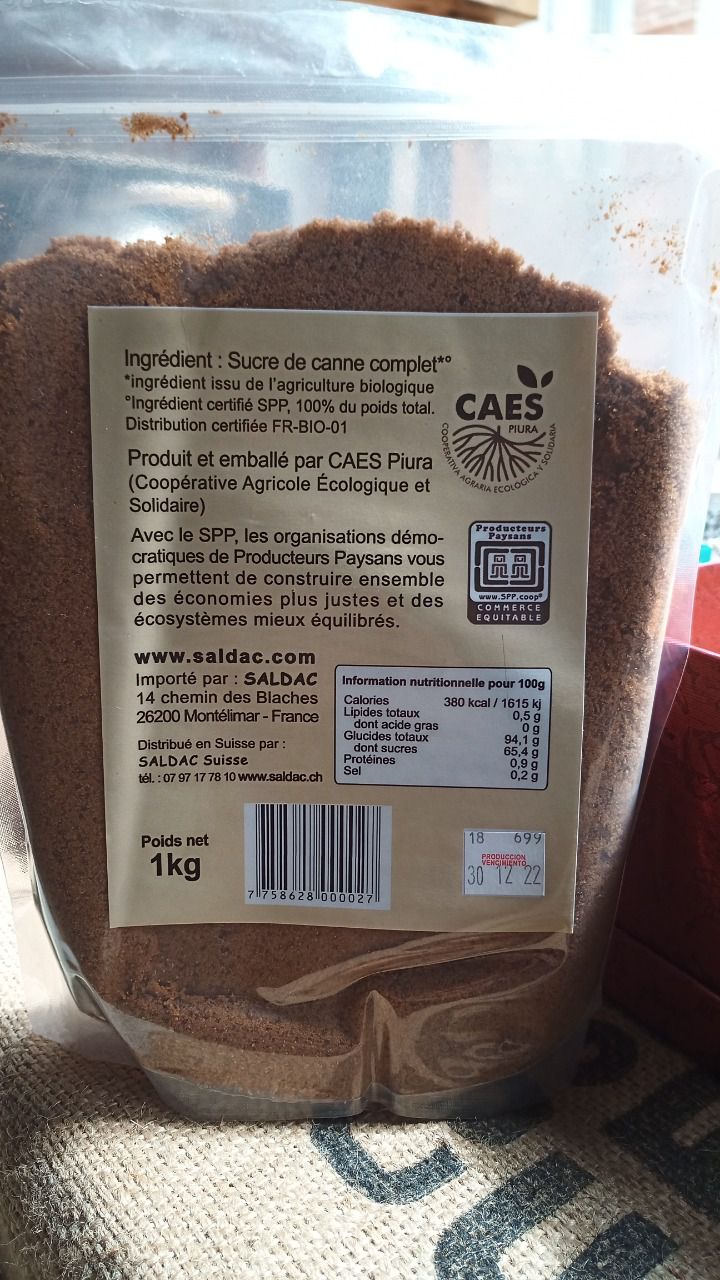 Ingrédient : Sucre de canne complet*°
*ingrédient issu de l'agriculture biologique
°Ingrédient certifié SPP, 100% du poids total.
Distribution certifiée FR-BIO-01
CAES
PIURA
COOPERATIVA AGRARIA ECOLOGICA Y SOLIDARIA
Produit et emballé par CAES Piura
(Coopérative Agricole Écologique et
Solidaire)
Avec le SPP, les organisations démo-
cratiques de Producteurs Paysans vous
permettent de construire ensemble
des économies plus justes et des
écosystèmes mieux équilibrés.
Producteurs
Paysans
www.SPP.coop
COMMERCE
EQUITABLE
www.saldac.com
Importé par : SALDAC
14 chemin des Blaches
26200 Montélimar - France
Distribué en Suisse par :
SALDAC Suisse
tél. : 07 97 17 78 10 www.saldac.ch
Information nutritionnelle pour 100g
Calories 380 kcal / 1615 kj
Lipides totaux 0,5 g
dont acide gras 0 g
Glucides totaux 94,1 g
dont sucres 65,4 g
Protéines 0,9 g
Sel 0,2 g
Poids net
1kg
7 758628 000027
18 699
PRODUCCION
VENCIMIENTO
30 12 22